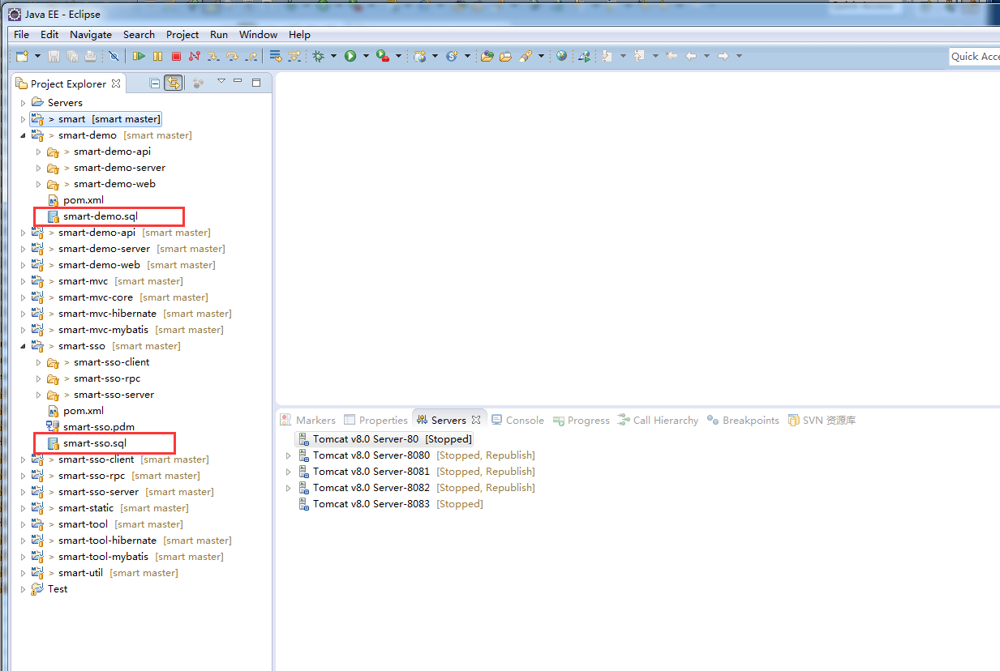 Java EE - Eclipse
File Edit Navigate Search Project Run Window Help
Quick Acce
Project Explorer
Servers
> smart [smart master]
> smart-demo [smart master]
> smart-demo-api
> smart-demo-server
> smart-demo-web
pom.xml
smart-demo.sql
> smart-demo-api [smart master]
> smart-demo-server [smart master]
> smart-demo-web [smart master]
> smart-mvc [smart master]
> smart-mvc-core [smart master]
> smart-mvc-hibernate [smart master]
> smart-mvc-mybatis [smart master]
> smart-sso [smart master]
> smart-sso-client
> smart-sso-rpc
> smart-sso-server
pom.xml
smart-sso.pdm
smart-sso.sql
> smart-sso-client [smart master]
> smart-sso-rpc [smart master]
> smart-sso-server [smart master]
> smart-static [smart master]
> smart-tool [smart master]
> smart-tool-hibernate [smart master]
> smart-tool-mybatis [smart master]
> smart-util [smart master]
Test
Markers Properties Servers Console Progress Call Hierarchy Breakpoints SVN 资源库
Tomcat v8.0 Server-80 [Stopped]
Tomcat v8.0 Server-8080 [Stopped, Republish]
Tomcat v8.0 Server-8081 [Stopped, Republish]
Tomcat v8.0 Server-8082 [Stopped, Republish]
Tomcat v8.0 Server-8083 [Stopped]